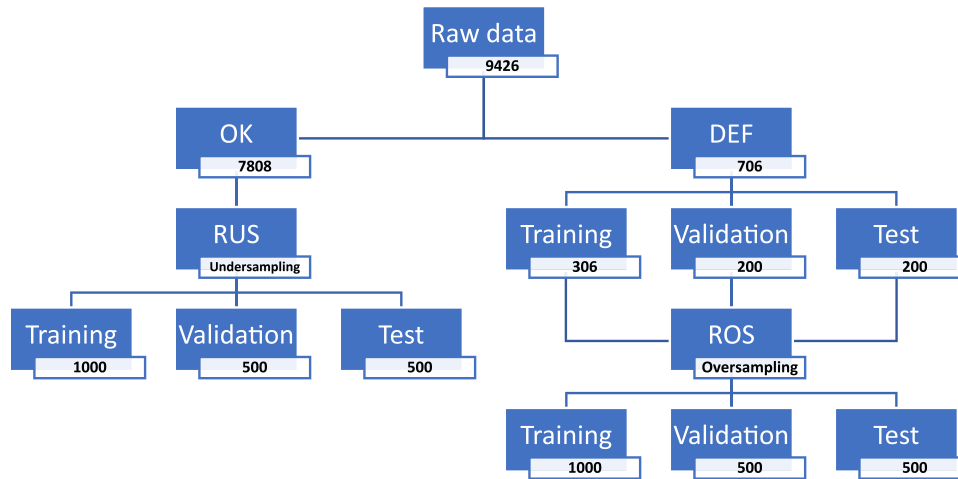 Raw data
9426
OK
7808
DEF
706
RUS
Undersampling
Training
306
Validation
200
Test
200
Training
1000
Validation
500
Test
500
ROS
Oversampling
Training
1000
Validation
500
Test
500